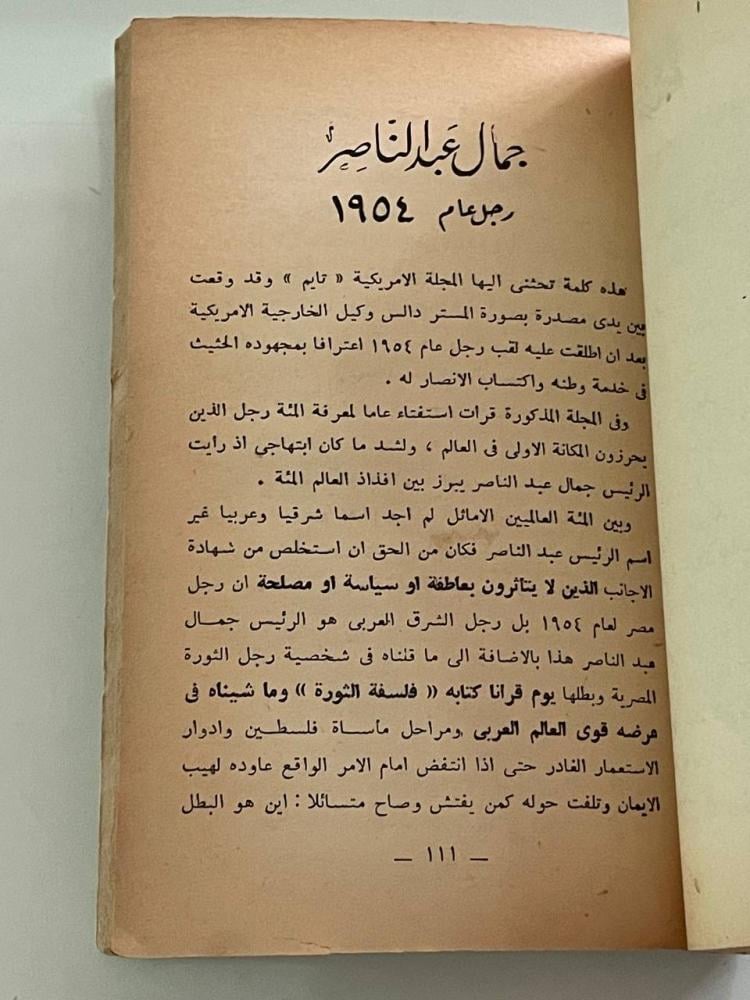 جمال عبد الناصر
رجل عام ١٩٥٤
هذه كلمة تحثنى اليها المجلة الامريكية « تايم » وقد وقعت
بين يدى مصدرة بصورة المستر دالس وكيل الخارجية الامريكية
بعد ان اطلقت عليه لقب رجل عام ١٩٥٤ اعترافا بمجهوده الحثيث
فى خدمة وطنه واكتساب الانصار له .
وفى المجلة المذكورة قرات استفتاء عاما لمعرفة المئة رجل الذين
يحرزون المكانة الاولى فى العالم ، ولشد ما كان ابتهاجي اذ رايت
الرئيس جمال عبد الناصر يبرز بين افذاذ العالم المئة .
وبين المئة العالميين الامائل لم اجد اسما شرقيا وعربيا غير
اسم الرئيس عبد الناصر فكان من الحق ان استخلص من شهادة
الاجانب الذين لا يتاثرون بعاطفة او سياسة او مصلحة ان رجل
مصر لعام ١٩٥٤ بل رجل الشرق العربى هو الرئيس جمال
عبد الناصر هذا بالاضافة الى ما قلناه فى شخصية رجل الثورة
المصرية وبطلها يوم قرانا كتابه « فلسفة الثورة » وما شيناه فى
عرضه قوى العالم العربى ومراحل مأساة فلسطين وادوار
الاستعمار الغادر حتى اذا انتفض امام الامر الواقع عاوده لهيب
الايمان وتلفت حوله كمن يفتش وصاح متسائلا : اين هو البطل
— ١١١ —